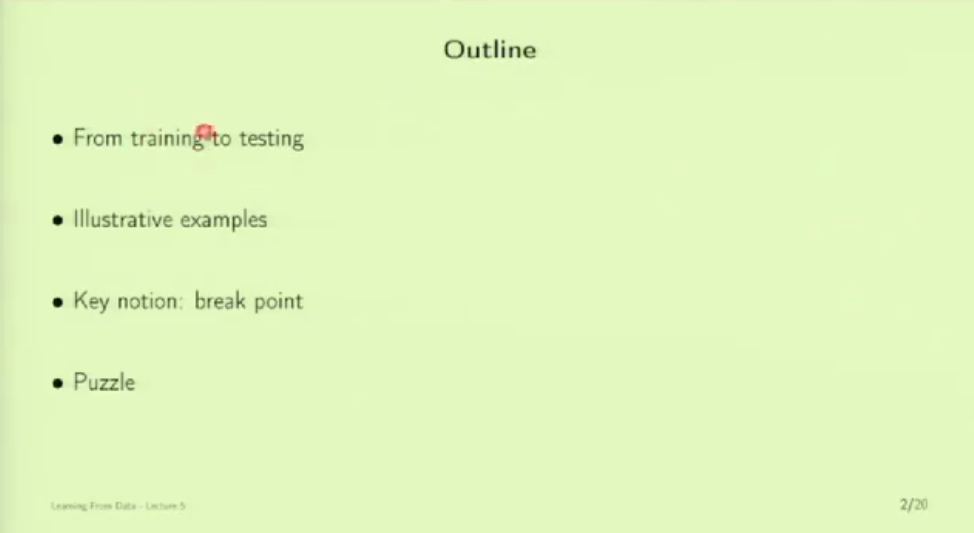 Outline
• From training to testing
• Illustrative examples
• Key notion: break point
• Puzzle
Learning From Data - Lecture 5
2/20